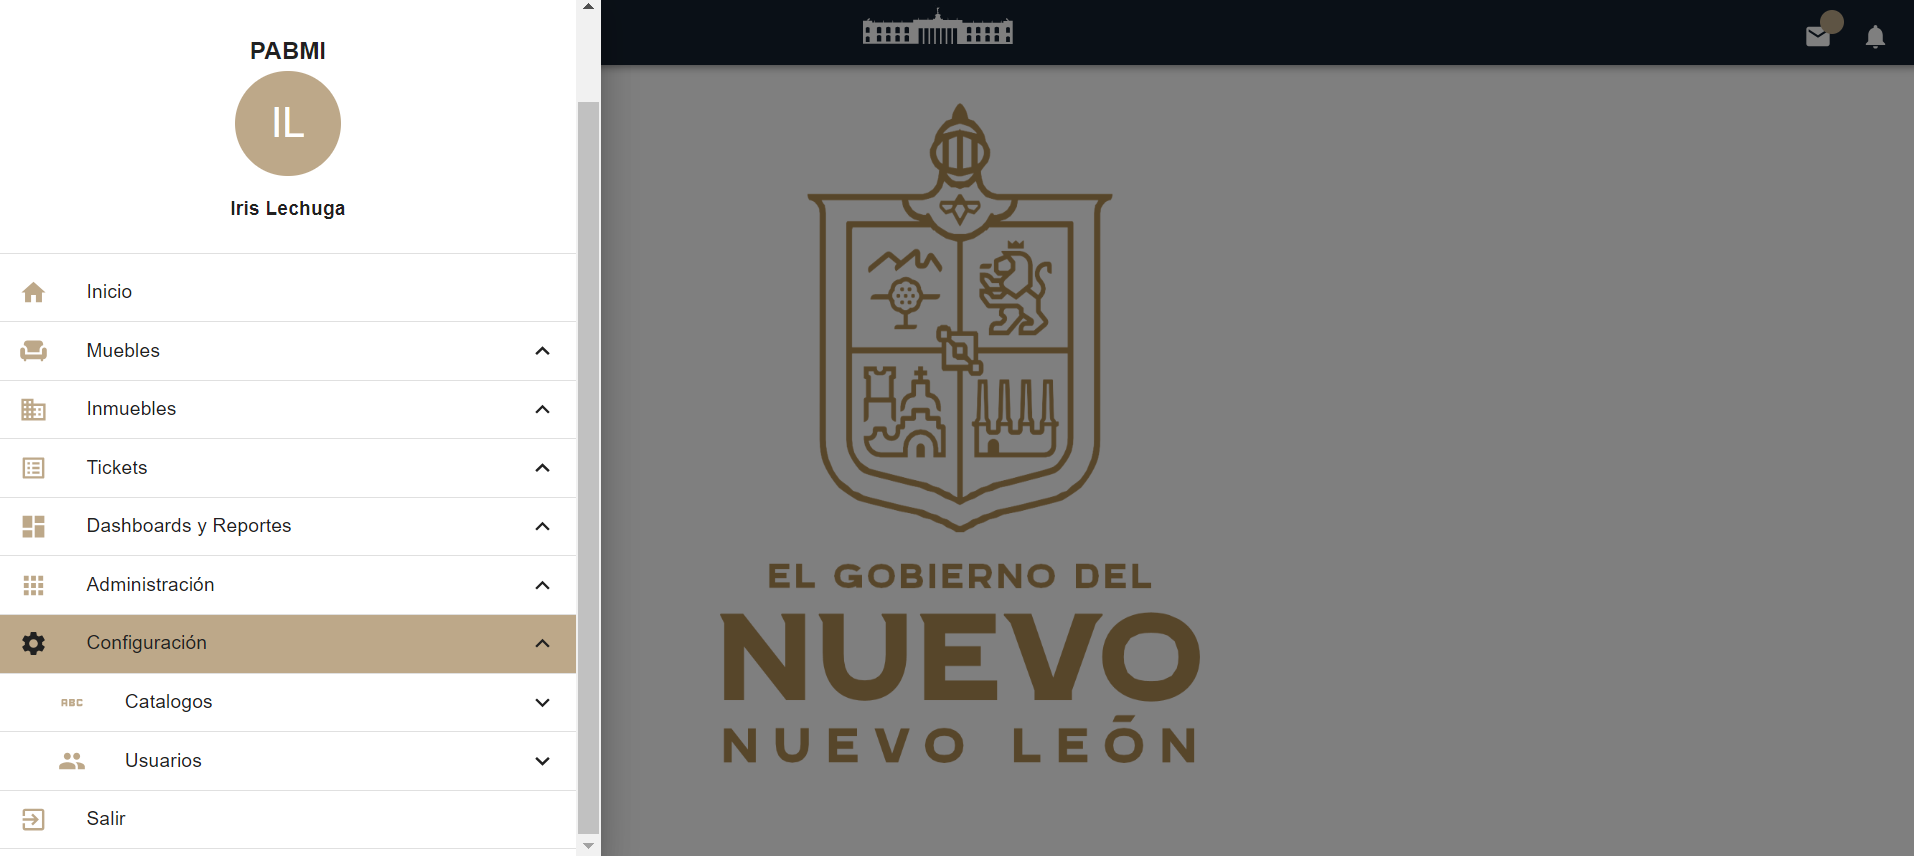 PABMI
IL
Iris Lechuga
Inicio
Muebles
Inmuebles
Tickets
Dashboards y Reportes
Administración
Configuración
ABC
Catalogos
Usuarios
Salir
EL GOBIERNO DEL
NUEVO
NUEVO LEÓN